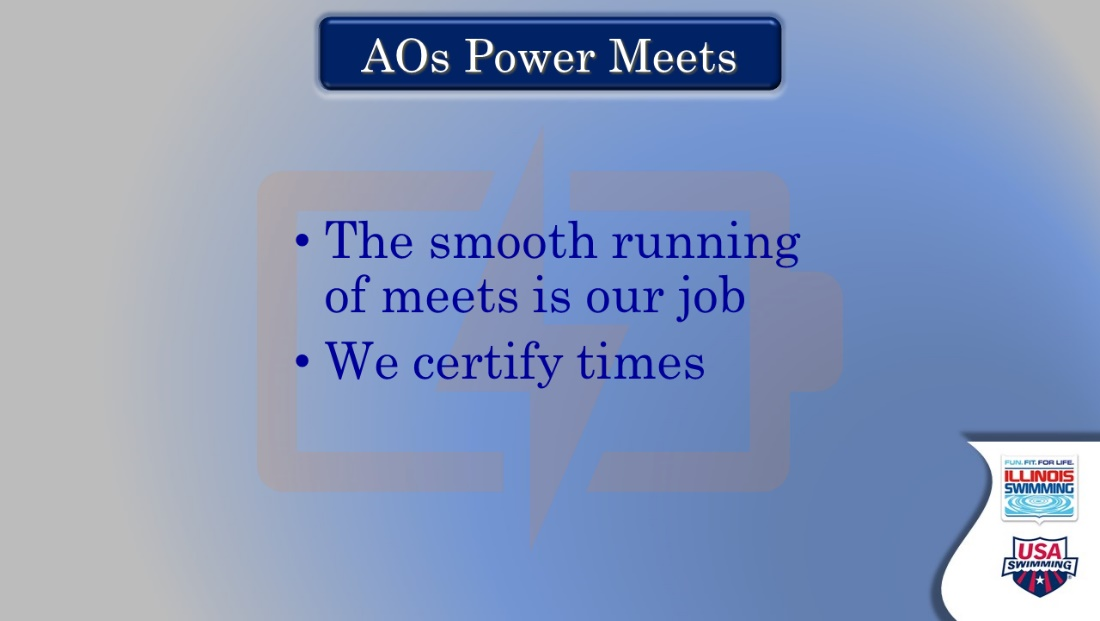 AOs Power Meets
• The smooth running
of meets is our job
• We certify times
FUN. FIT. FOR LIFE.
ILLINOIS
SWIMMING
USA
SWIMMING